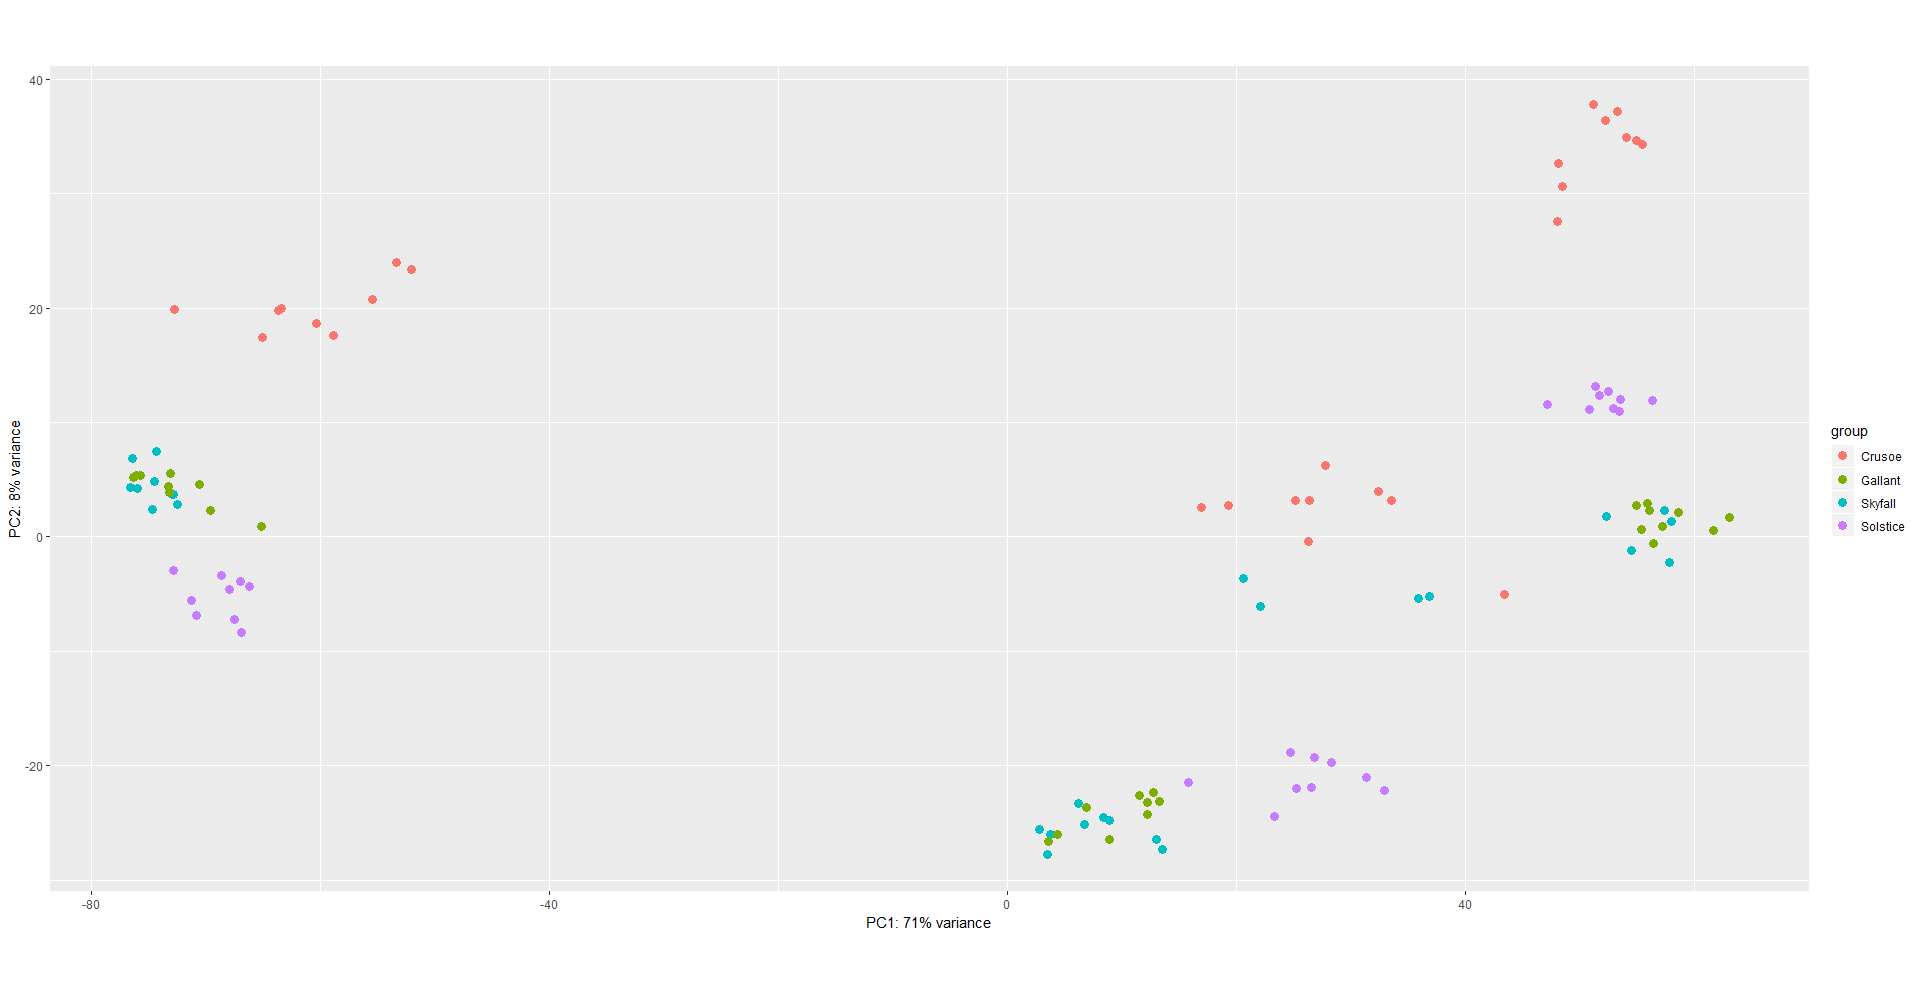 40
20
0
-20
PC2: 8% variance
-80
-40
0
40
PC1: 71% variance
group
Crusoe
Gallant
Skyfall
Solstice